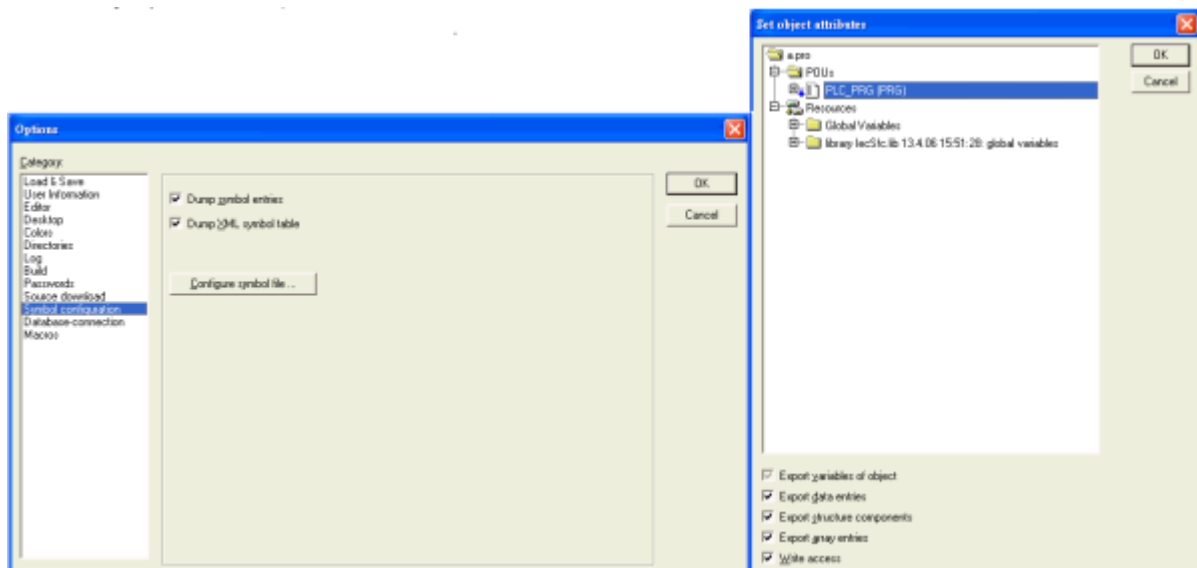 Options
Category:
Load & Save
User Information
Editor
Desktop
Colors
Directories
Log
Build
Passwords
Source download
Symbol configuration
Database-connection
Macros
Dump symbol entries
Dump XML symbol table
Configure symbol file ...
OK
Cancel
Set object attributes
a.pro
POUs
PLC_PRG (PRG)
Resources
Global Variables
library IecSfc.lib 13.4.06 15:51:28: global variables
OK
Cancel
Export variables of object
Export data entries
Export structure components
Export array entries
Write access